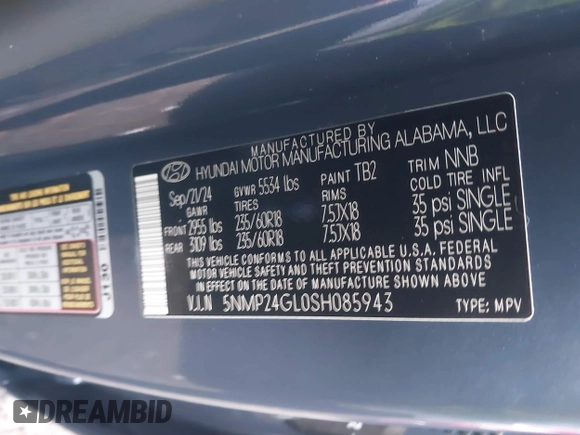 MANUFACTURED BY
HYUNDAI MOTOR MANUFACTURING ALABAMA, LLC
Sep/21/24 GVWR 5534 lbs PAINT TB2 TRIM NNB
GAWR TIRES RIMS COLD TIRE INFL
FRONT 2955 lbs 235/60R18 7.5JX18 35 psi SINGLE
REAR 3109 lbs 235/60R18 7.5JX18 35 psi SINGLE
THIS VEHICLE CONFORMS TO ALL APPLICABLE U.S.A. FEDERAL
MOTOR VEHICLE SAFETY AND THEFT PREVENTION STANDARDS
IN EFFECT ON THE DATE OF MANUFACTURE SHOWN ABOVE
V.I.N 5NMP24GL0SH085943 TYPE: MPV
DREAMBID